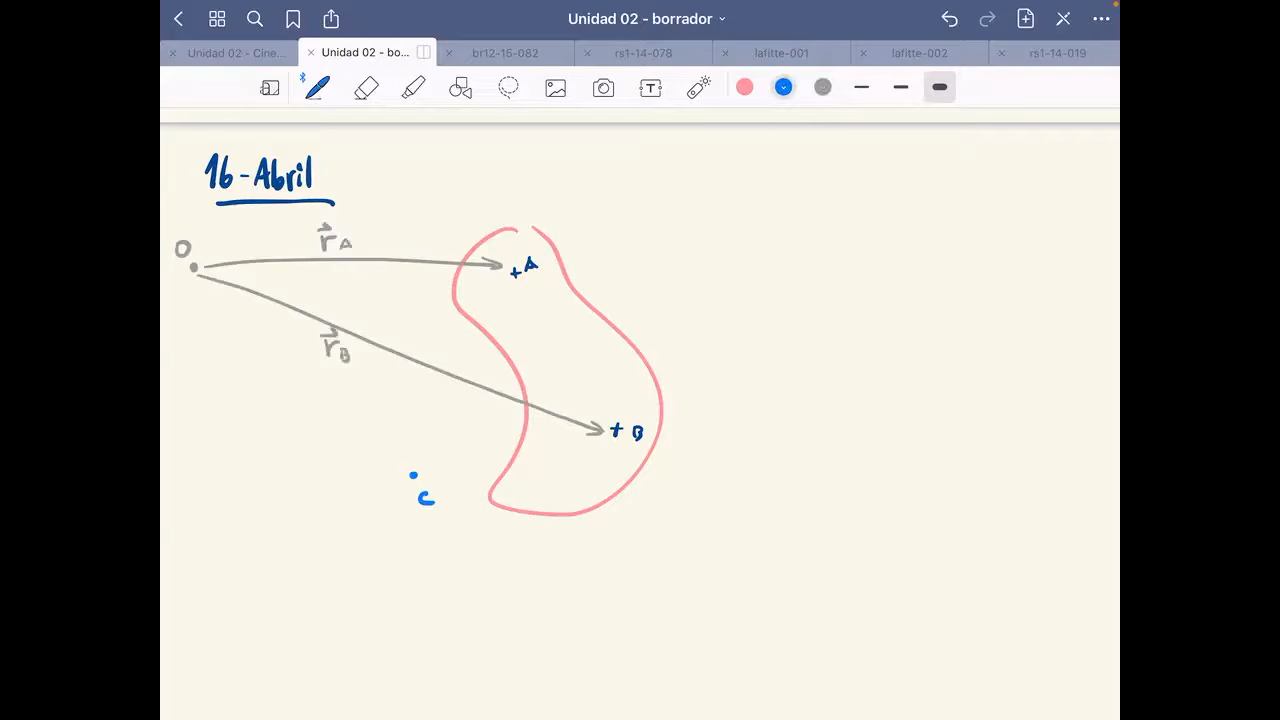 Unidad 02 - borrador
Unidad 02 - Cine...
Unidad 02 - bo...
br12-15-082
rs1-14-078
lafitte-001
lafitte-002
rs1-14-019
T
16-Abril
O
r⃗A
A
r⃗B
B
C